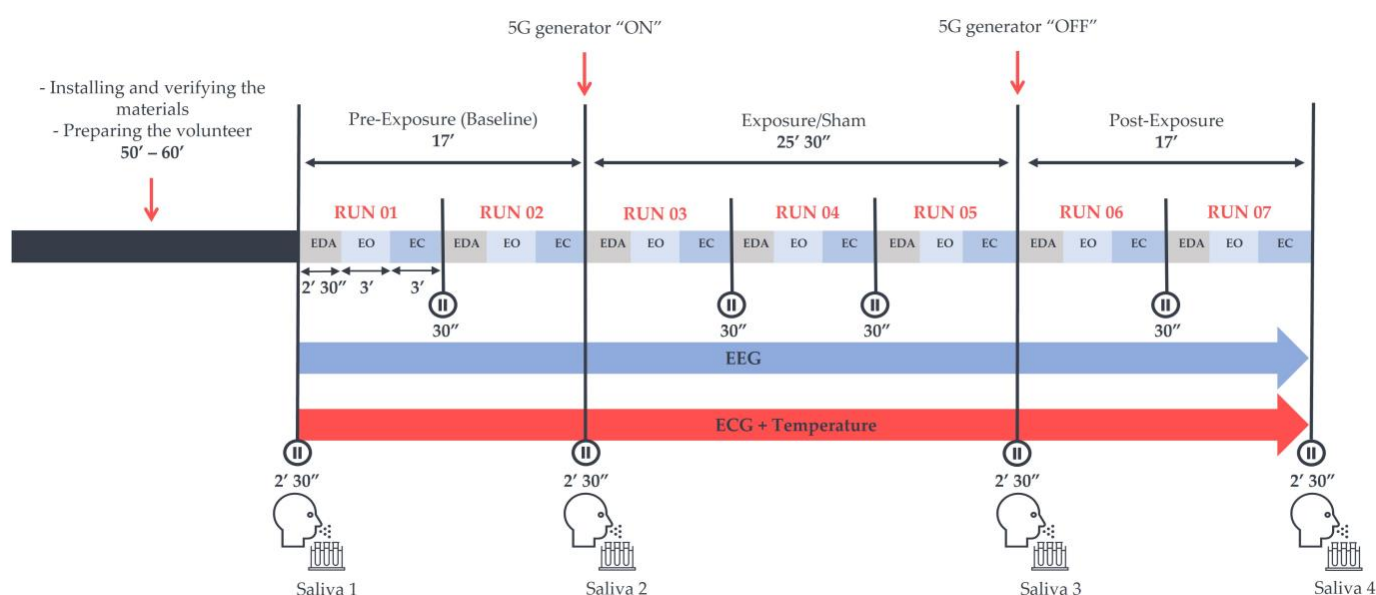 5G generator “ON”
5G generator “OFF”
- Installing and verifying the
materials
- Preparing the volunteer
50’ – 60’
Pre-Exposure (Baseline)
17’
Exposure/Sham
25’ 30”
Post-Exposure
17’
RUN 01
RUN 02
RUN 03
RUN 04
RUN 05
RUN 06
RUN 07
EDA EO EC EDA EO EC EDA EO EC EDA EO EC EDA EO EC EDA EO EC EDA EO EC
2’ 30” 3’ 3’
30”
30”
30”
30”
EEG
ECG + Temperature
2’ 30”
2’ 30”
2’ 30”
2’ 30”
Saliva 1
Saliva 2
Saliva 3
Saliva 4